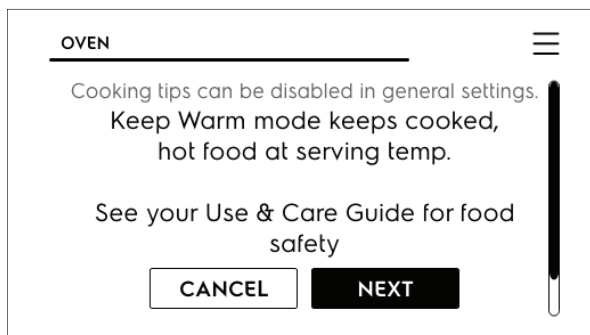 OVEN
Cooking tips can be disabled in general settings.
Keep Warm mode keeps cooked,
hot food at serving temp.
See your Use & Care Guide for food
safety
CANCEL
NEXT